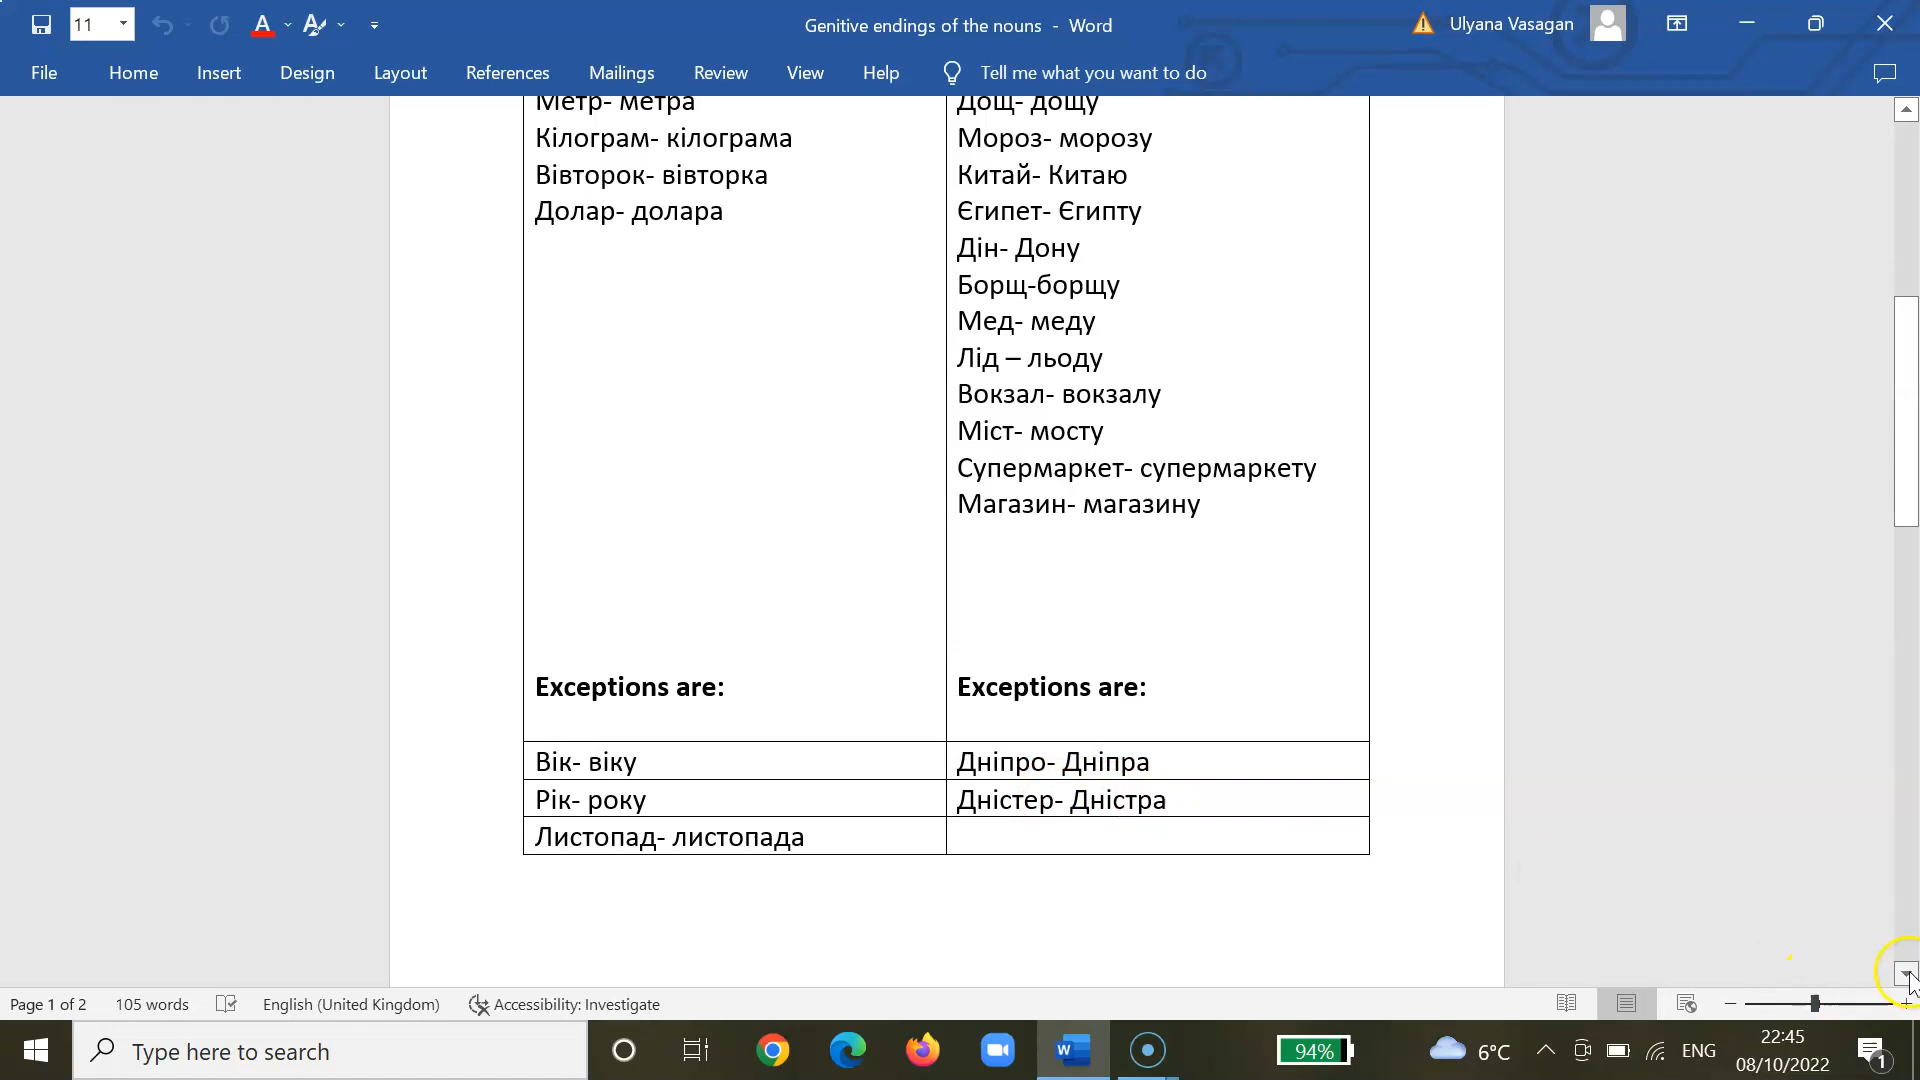 11
A
Genitive endings of the nouns - Word
Ulyana Vasagan
File Home Insert Design Layout References Mailings Review View Help Tell me what you want to do
Метр- метра
Кілограм- кілограма
Вівторок- вівторка
Долар- долара
Exceptions are:
Вік- віку
Рік- року
Листопад- листопада
Дощ- дощу
Мороз- морозу
Китай- Китаю
Єгипет- Єгипту
Дін- Дону
Борщ-борщу
Мед- меду
Лід – льоду
Вокзал- вокзалу
Міст- мосту
Супермаркет- супермаркету
Магазин- магазину
Exceptions are:
Дніпро- Дніпра
Дністер- Дністра
Page 1 of 2 105 words English (United Kingdom) Accessibility: Investigate
Type here to search
W
94%
6°C
ENG
22:45
08/10/2022
1